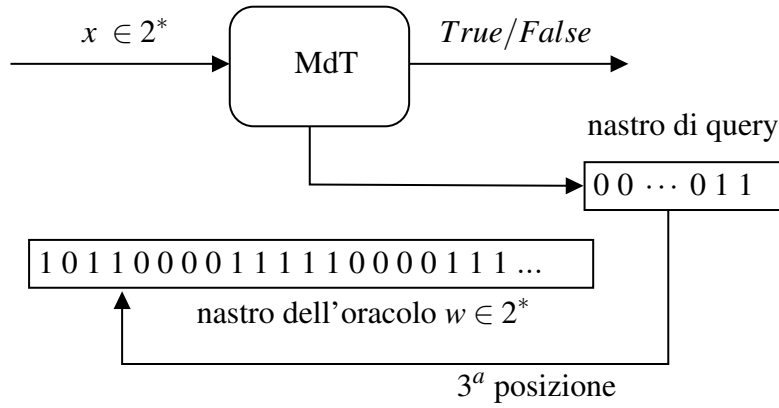 x ∈ 2*
True/False
MdT
nastro di query
0 0 ⋯ 0 1 1
1 0 1 1 0 0 0 0 1 1 1 1 1 0 0 0 0 1 1 1 ...
nastro dell'oracolo w ∈ 2*
3ᵃ posizione